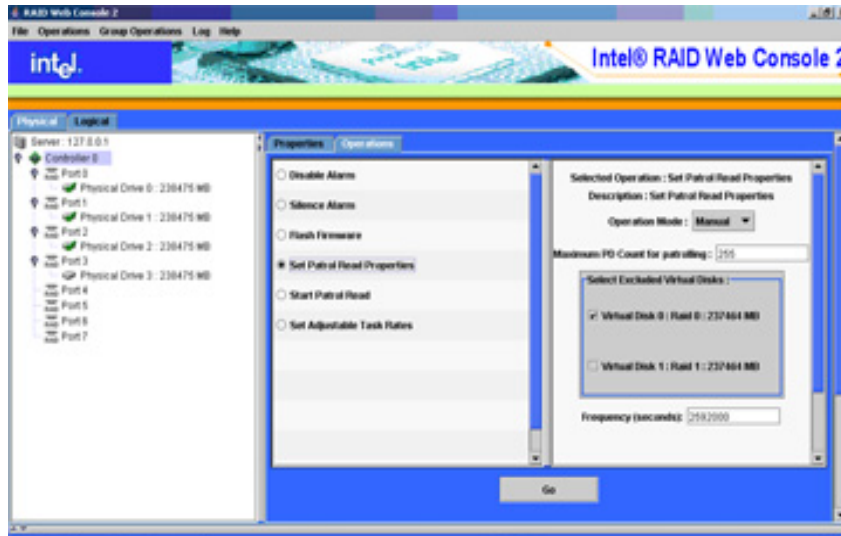 RAID Web Console 2
File Operations Group Operations Log Help
intel.
Intel® RAID Web Console 2
Physical Logical
Server : 127.0.0.1
Controller 0
Port 0
Physical Drive 0 : 238475 MB
Port 1
Physical Drive 1 : 238475 MB
Port 2
Physical Drive 2 : 238475 MB
Port 3
Physical Drive 3 : 238475 MB
Port 4
Port 5
Port 6
Port 7
Properties Operations
Disable Alarm
Silence Alarm
Flash Firmware
Set Patrol Read Properties
Start Patrol Read
Set Adjustable Task Rates
Selected Operation : Set Patrol Read Properties
Description : Set Patrol Read Properties
Operation Mode : Manual
Maximum PD Count for patrolling : 255
Select Excluded Virtual Disks :
Virtual Disk 0 : Raid 0 : 237464 MB
Virtual Disk 1 : Raid 1 : 237464 MB
Frequency (seconds): 2592000
Go